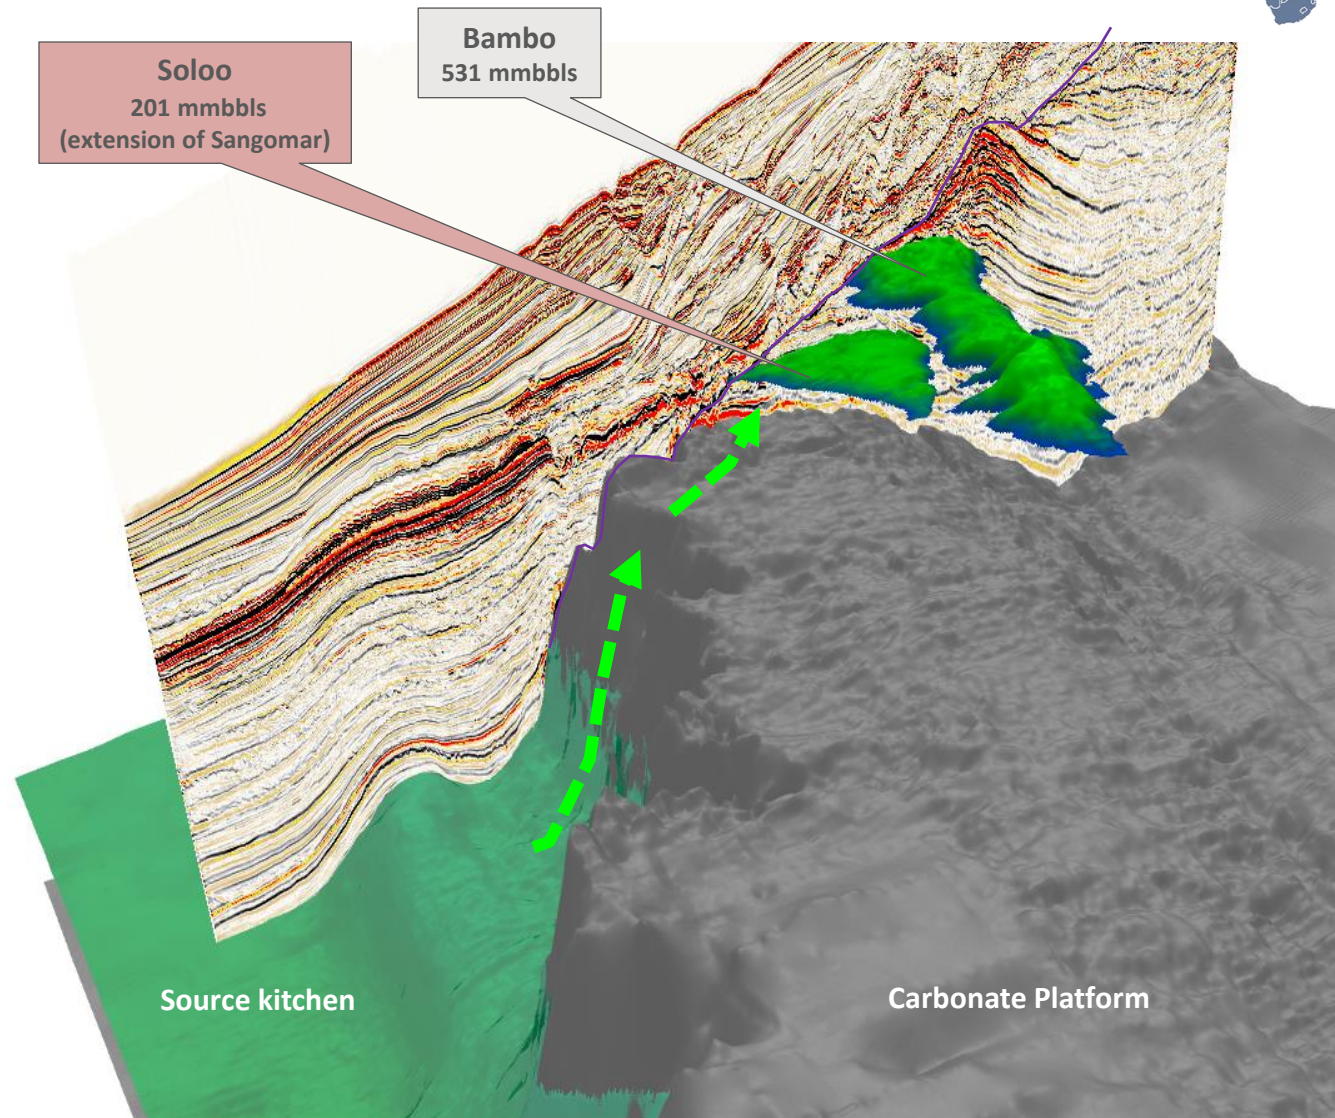 Soloo
201 mmbbls
(extension of Sangomar)
Bambo
531 mmbbls
Source kitchen
Carbonate Platform